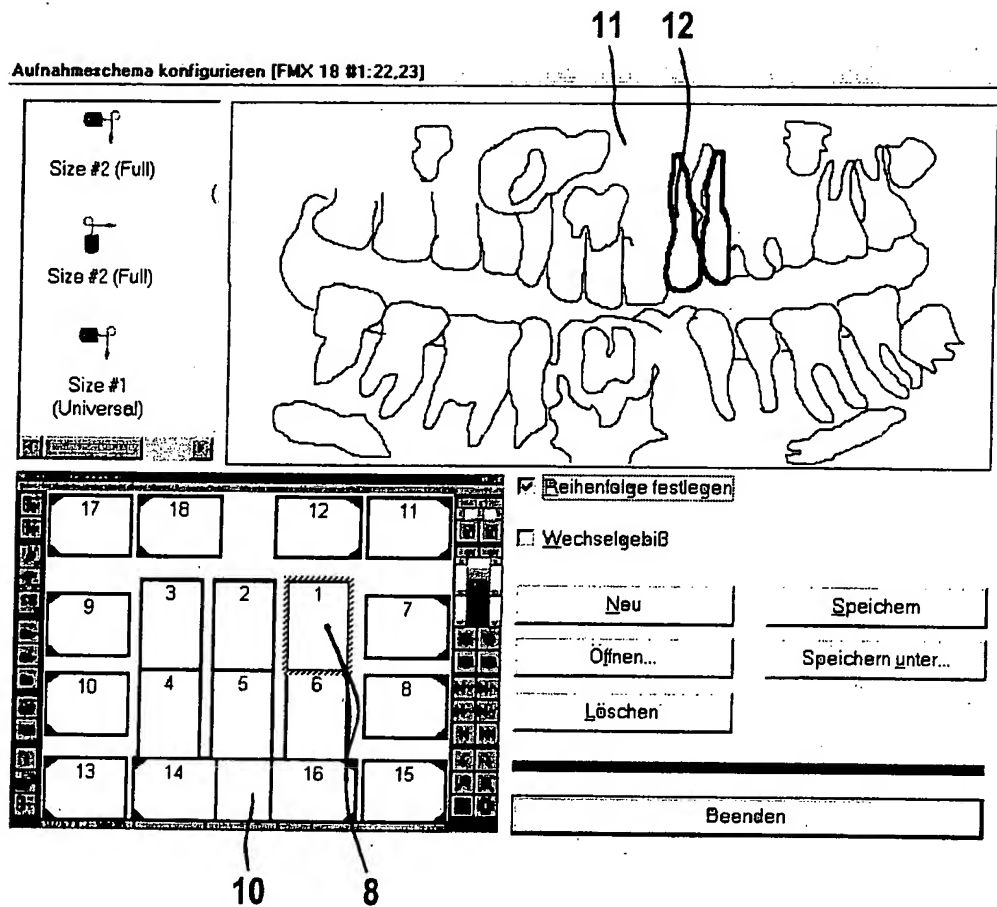 11 12
Aufnahmeschema konfigurieren [FMX 18 #1:22,23]
Size #2 (Full)
(
Size #2 (Full)
Size #1
(Universal)
17 18 12 11
3 2 1
9 7
4 5 6
10 8
13 14 16 15
Reihenfolge festlegen
Wechselgebiß
Neu Speichern
Öffnen... Speichern unter...
Löschen
Beenden
10 8